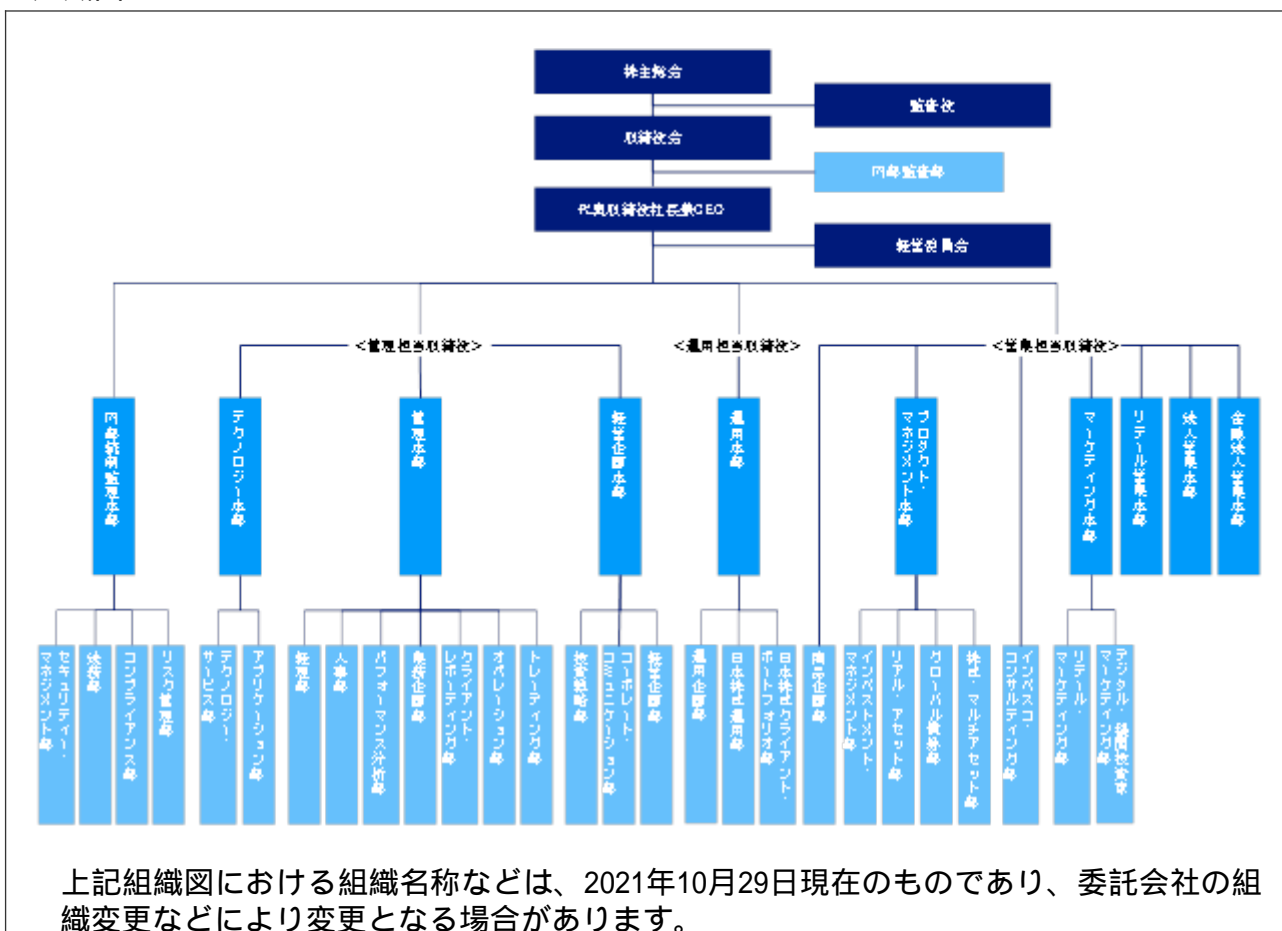 株主総会
監査役
取締役会
内部監査部
代表取締役社長兼CEO
経営委員会
<管理担当取締役>
<運用担当取締役>
<営業担当取締役>
内部統制監理本部
テクノロジー本部
管理本部
経営企画本部
運用本部
プロダクト・
マネジメント本部
マーケティング本部
リテール営業本部
法人営業本部
金融法人営業本部
セキュリティー・
マネジメント部
法務部
コンプライアンス部
リスク管理部
テクノロジー・
サービス部
アプリケーション部
経理部
人事部
パフォーマンス分析部
業務企画部
クライアント・
レポーティング部
オペレーション部
トレーディング部
投資戦略部
コーポレート・
コミュニケーション部
経営企画部
運用企画部
日本株式運用部
日本株式クライアント・
ポートフォリオ部
商品企画部
インベストメント・
マネジメント部
リアル・アセット部
グローバル債券部
株式・マルチアセット部
インベスコ・
コンサルティング部
リテール・
マーケティング部
デジタル・機関投資家
マーケティング部
上記組織図における組織名称などは、2021年10月29日現在のものであり、委託会社の組
織変更などにより変更となる場合があります。